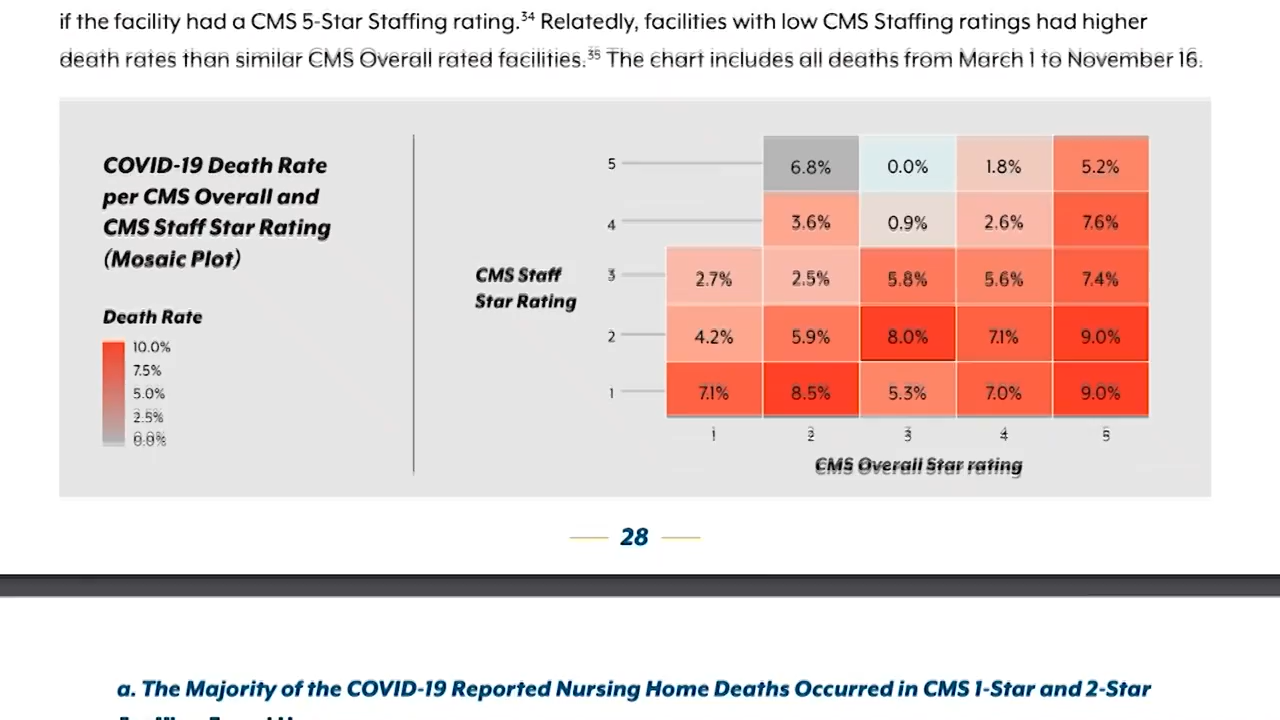 if the facility had a CMS 5-Star Staffing rating.³⁴ Relatedly, facilities with low CMS Staffing ratings had higher
death rates than similar CMS Overall rated facilities.³⁵ The chart includes all deaths from March 1 to November 16.
COVID-19 Death Rate
per CMS Overall and
CMS Staff Star Rating
(Mosaic Plot)
Death Rate
10.0%
7.5%
5.0%
2.5%
0.0%
CMS Staff
Star Rating
5 6.8% 0.0% 1.8% 5.2%
4 3.6% 0.9% 2.6% 7.6%
3 2.7% 2.5% 5.8% 5.6% 7.4%
2 4.2% 5.9% 8.0% 7.1% 9.0%
1 7.1% 8.5% 5.3% 7.0% 9.0%
1 2 3 4 5
CMS Overall Star rating
28
a. The Majority of the COVID-19 Reported Nursing Home Deaths Occurred in CMS 1-Star and 2-Star